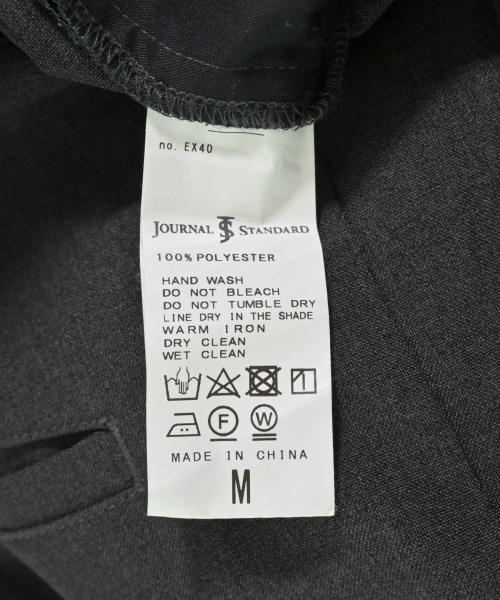 no. EX40
JOURNAL JS STANDARD
100% POLYESTER
HAND WASH
DO NOT BLEACH
DO NOT TUMBLE DRY
LINE DRY IN THE SHADE
WARM IRON
DRY CLEAN
WET CLEAN
F W
MADE IN CHINA
M